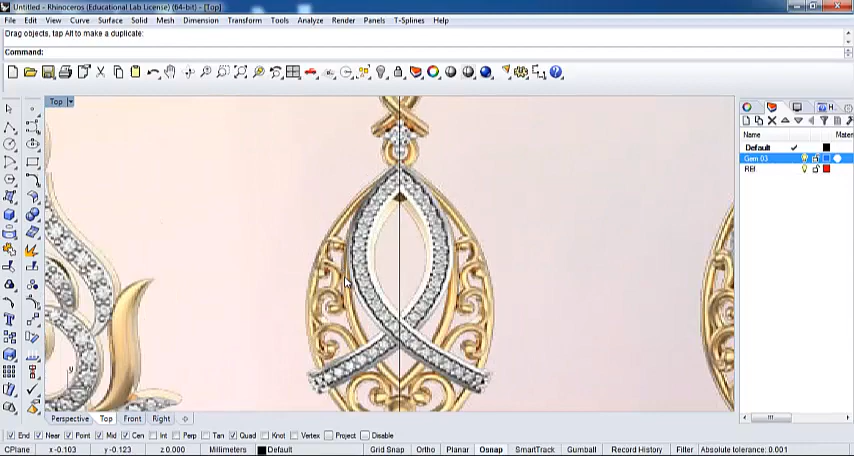 Untitled - Rhinoceros (Educational Lab License) (64-bit) - [Top]
File Edit View Curve Surface Solid Mesh Dimension Transform Tools Analyze Render Panels T-Splines Help
Drag objects, tap Alt to make a duplicate:
Command:
Top
Name Mater
Default
Gem 03
Perspective Top Front Right
End Near Point Mid Cen Int Perp Tan Quad Knot Vertex Project Disable
CPlane x -0.103 y -0.123 z 0.000 Millimeters Default Grid Snap Ortho Planar Osnap SmartTrack Gumball Record History Filter Absolute tolerance: 0.001